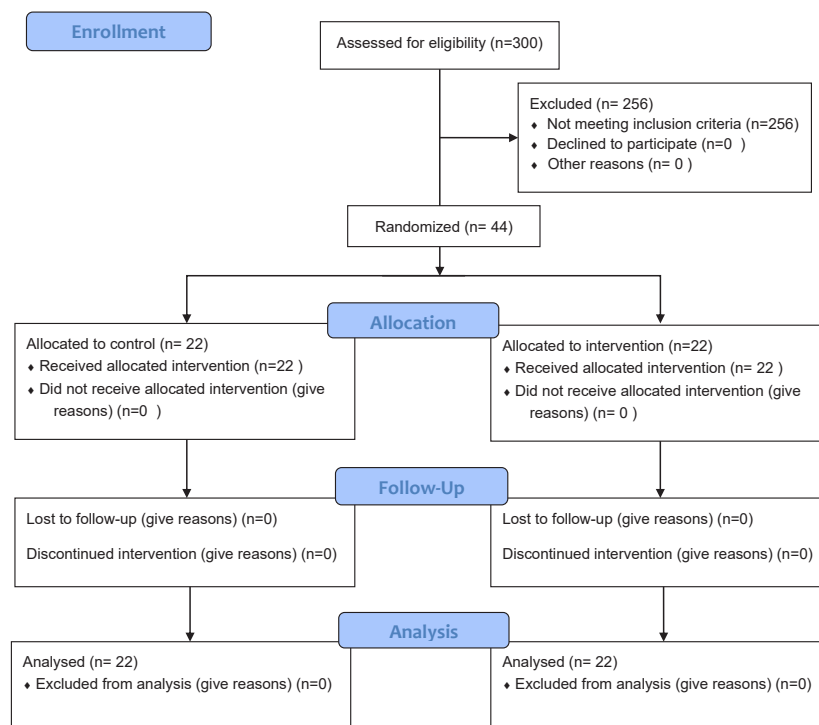 Enrollment
Assessed for eligibility (n=300)
Excluded (n= 256)
♦ Not meeting inclusion criteria (n=256)
♦ Declined to participate (n=0 )
♦ Other reasons (n= 0 )
Randomized (n= 44)
Allocation
Allocated to control (n= 22)
♦ Received allocated intervention (n=22 )
♦ Did not receive allocated intervention (give
reasons) (n=0 )
Allocated to intervention (n=22)
♦ Received allocated intervention (n= 22 )
♦ Did not receive allocated intervention (give
reasons) (n= 0 )
Follow-Up
Lost to follow-up (give reasons) (n=0)
Discontinued intervention (give reasons) (n=0)
Lost to follow-up (give reasons) (n=0)
Discontinued intervention (give reasons) (n=0)
Analysis
Analysed (n= 22)
♦ Excluded from analysis (give reasons) (n=0)
Analysed (n= 22)
♦ Excluded from analysis (give reasons) (n=0)